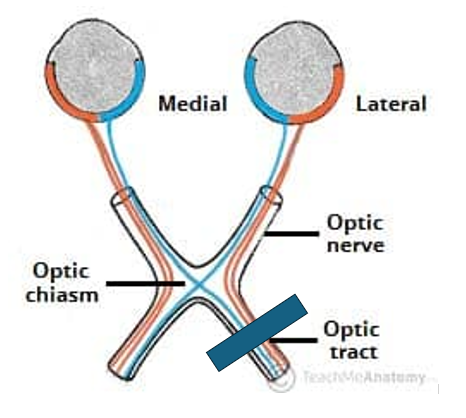 Medial
Lateral
Optic
nerve
Optic
chiasm
Optic
tract
TeachMeAnatomy